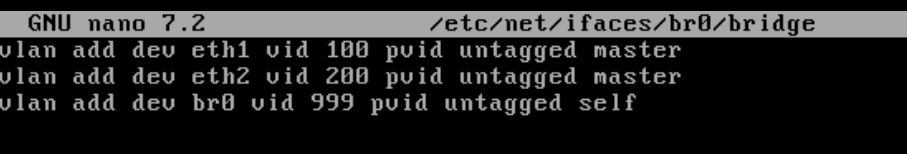 GNU nano 7.2 /etc/net/ifaces/br0/bridge
vlan add dev eth1 vid 100 pvid untagged master
vlan add dev eth2 vid 200 pvid untagged master
vlan add dev br0 vid 999 pvid untagged self